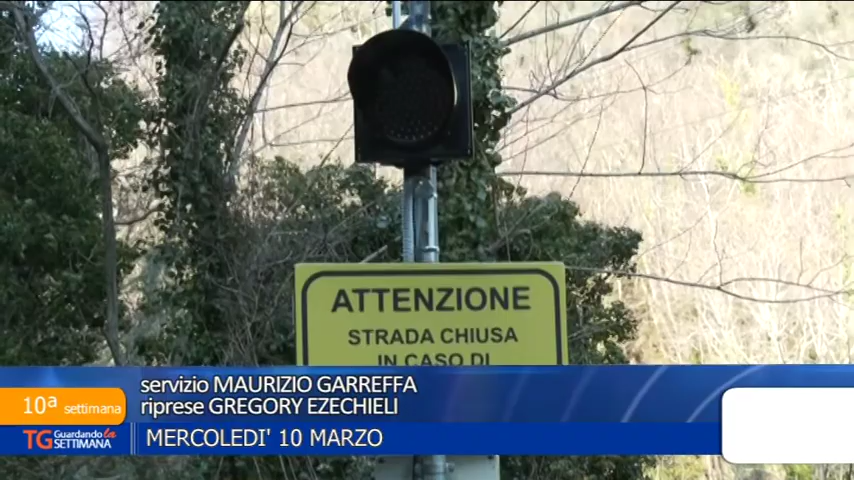 ATTENZIONE
STRADA CHIUSA
IN CASO DI
servizio MAURIZIO GARREFFA
riprese GREGORY EZECHIELI
10ª settimana
TG Guardando la SETTIMANA
MERCOLEDI' 10 MARZO